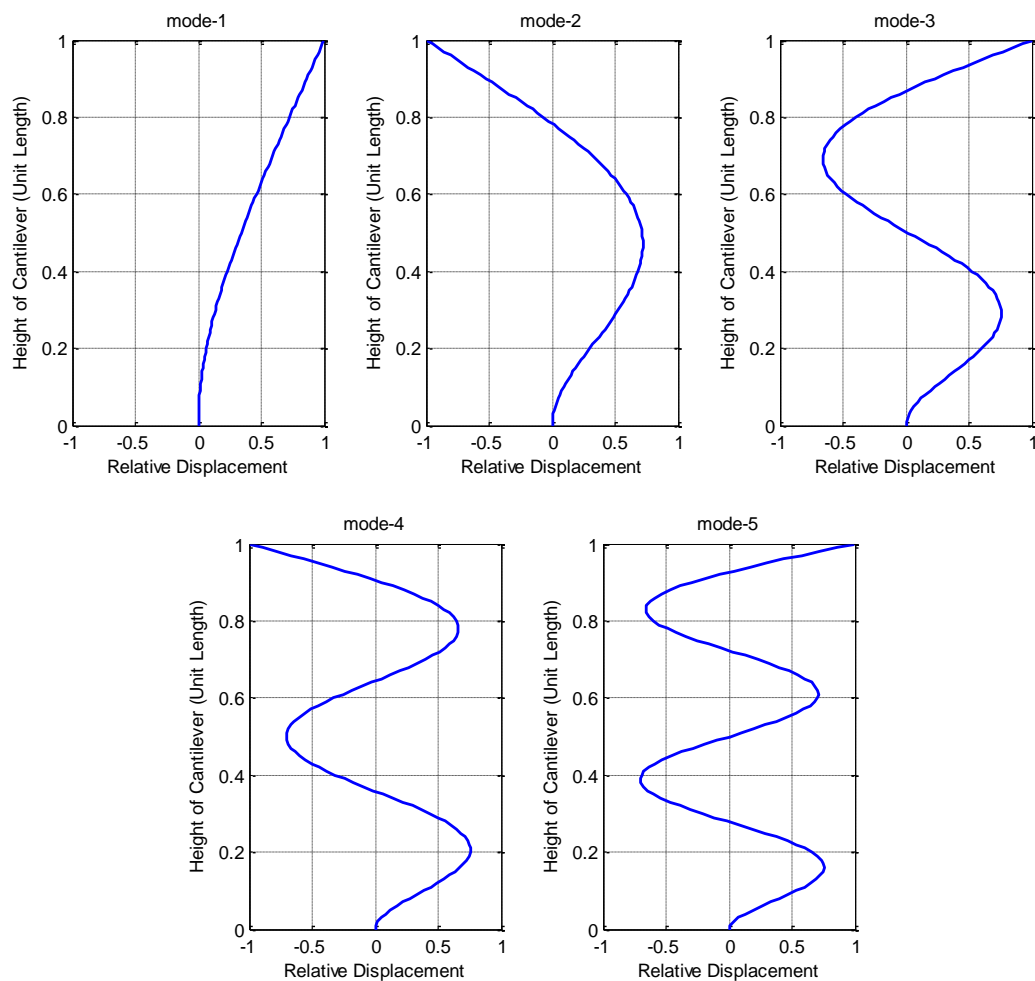 mode-1
1
0.8
0.6
0.4
0.2
0
-1 -0.5 0 0.5 1
Relative Displacement
Height of Cantilever (Unit Length)
mode-2
1
0.8
0.6
0.4
0.2
0
-1 -0.5 0 0.5 1
Relative Displacement
Height of Cantilever (Unit Length)
mode-3
1
0.8
0.6
0.4
0.2
0
-1 -0.5 0 0.5 1
Relative Displacement
Height of Cantilever (Unit Length)
mode-4
1
0.8
0.6
0.4
0.2
0
-1 -0.5 0 0.5 1
Relative Displacement
Height of Cantilever (Unit Length)
mode-5
1
0.8
0.6
0.4
0.2
0
-1 -0.5 0 0.5 1
Relative Displacement
Height of Cantilever (Unit Length)